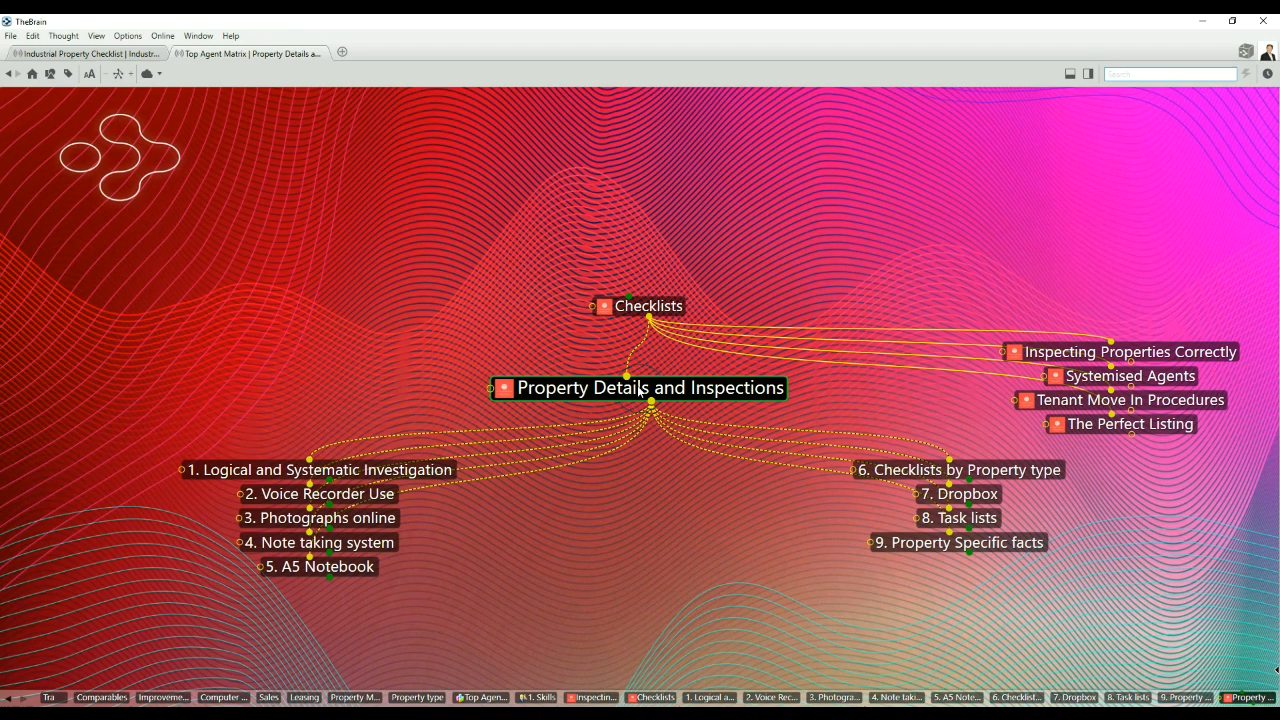 TheBrain
File Edit Thought View Options Online Window Help
Industrial Property Checklist | Industr... Top Agent Matrix | Property Details a...
AA
Search
Checklists
Inspecting Properties Correctly
Property Details and Inspections
Systemised Agents
Tenant Move In Procedures
The Perfect Listing
1. Logical and Systematic Investigation
2. Voice Recorder Use
3. Photographs online
4. Note taking system
5. A5 Notebook
6. Checklists by Property type
7. Dropbox
8. Task lists
9. Property Specific facts
Tra Comparables Improveme... Computer ... Sales Leasing Property M... Property type Top Agen... 1. Skills Inspectin... Checklists 1. Logical a... 2. Voice Rec... 3. Photogra... 4. Note taki... 5. A5 Note... 6. Checklist... 7. Dropbox 8. Task lists 9. Property ... Property ...